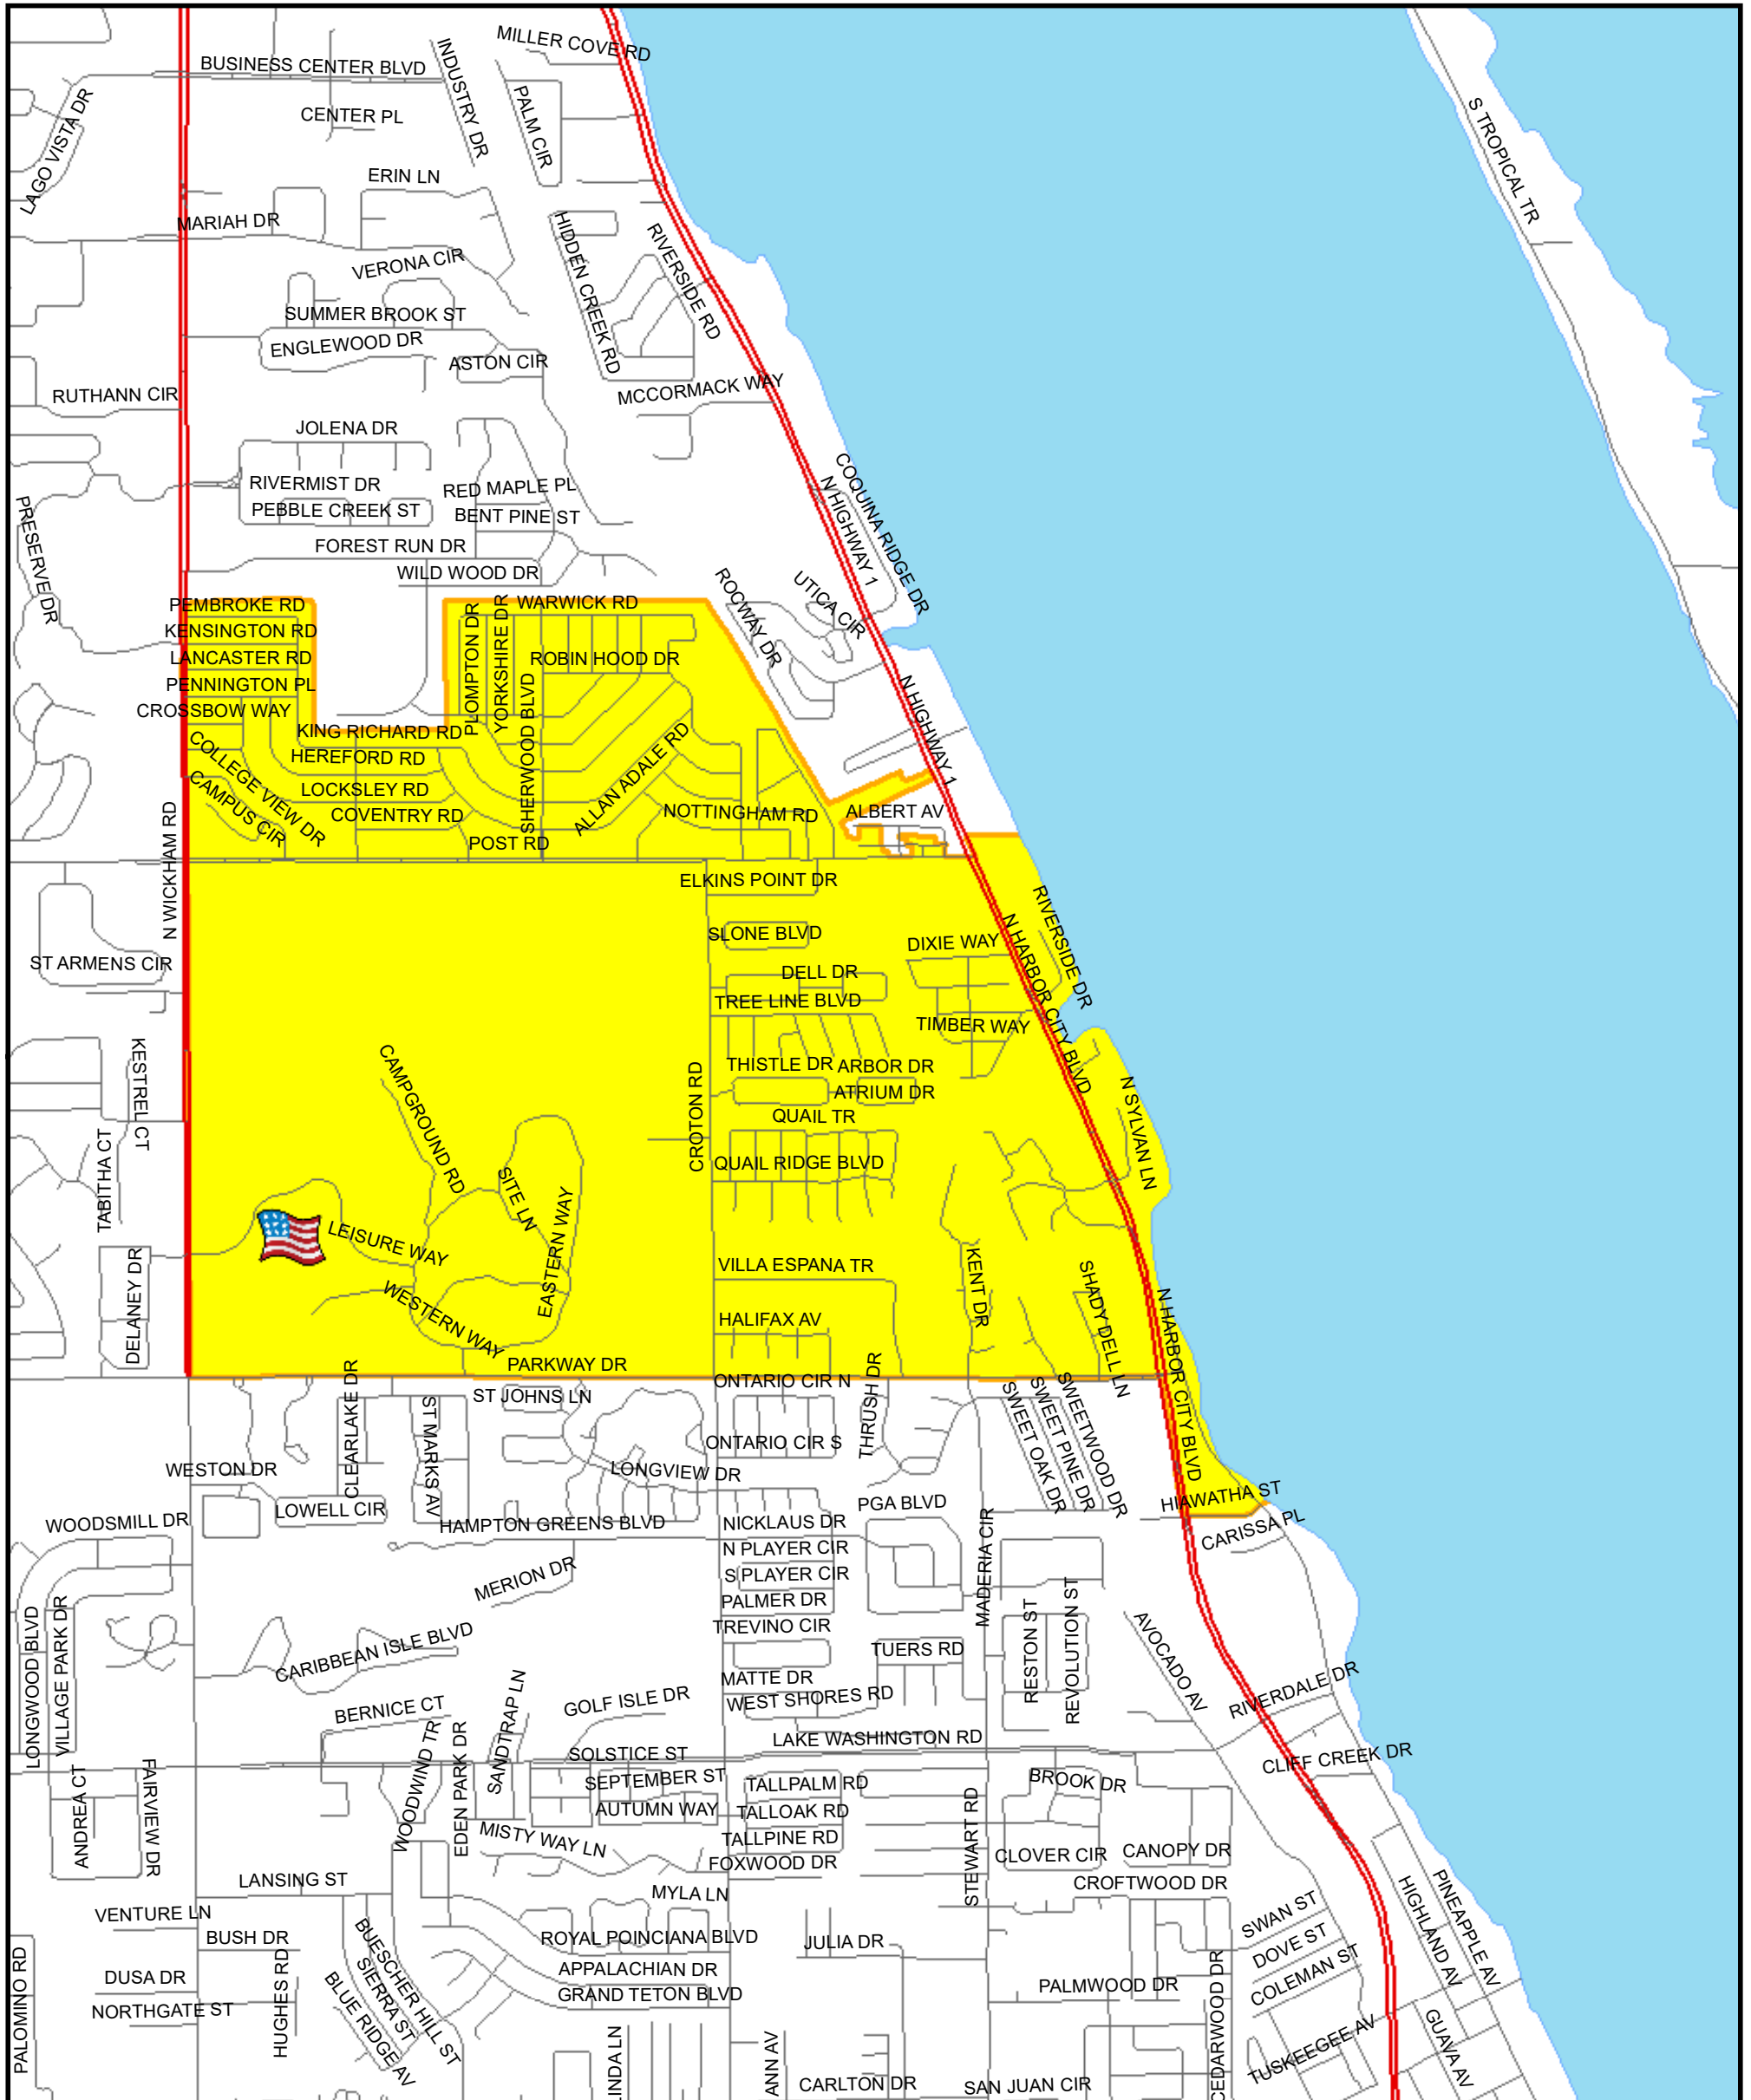 MILLER COVE RD
BUSINESS CENTER BLVD
INDUSTRY DR
PALM CIR
CENTER PL
LAGO VISTA DR
S TROPICAL TR
ERIN LN
MARIAH DR
HIDDEN CREEK RD
RIVERSIDE RD
VERONA CIR
SUMMER BROOK ST
ENGLEWOOD DR
ASTON CIR
RUTHANN CIR
MCCORMACK WAY
JOLENA DR
RIVERMIST DR
RED MAPLE PL
COQUINA RIDGE DR
N HIGHWAY 1
PRESERVE DR
PEBBLE CREEK ST
BENT PINE ST
FOREST RUN DR
WILD WOOD DR
ROCWAY DR
UTICA CIR
PEMBROKE RD
WARWICK RD
PLOMPTON DR
YORKSHIRE DR
KENSINGTON RD
LANCASTER RD
ROBIN HOOD DR
PENNINGTON PL
N HIGHWAY 1
CROSSBOW WAY
SHERWOOD BLVD
KING RICHARD RD
COLLEGE VIEW DR
HEREFORD RD
ALLAN ADALE RD
CAMPUS CIR
LOCKSLEY RD
COVENTRY RD
NOTTINGHAM RD
ALBERT AV
N WICKHAM RD
POST RD
ELKINS POINT DR
RIVERSIDE DR
SLONE BLVD
DIXIE WAY
N HARBOR CITY BLVD
ST ARMENS CIR
DELL DR
TREE LINE BLVD
TIMBER WAY
KESTREL CT
CAMPGROUND RD
CROTON RD
THISTLE DR
ARBOR DR
ATRIUM DR
N SYLVAN LN
QUAIL TR
TABITHA CT
QUAIL RIDGE BLVD
SITE LN
EASTERN WAY
LEISURE WAY
DELANEY DR
VILLA ESPANA TR
KENT DR
SHADY DELL LN
WESTERN WAY
HALIFAX AV
N HARBOR CITY BLVD
PARKWAY DR
CLEARLAKE DR
ST JOHNS LN
ONTARIO CIR N
THRUSH DR
SWEET OAK DR
SWEET PINE DR
SWEETWOOD DR
ST MARKS AV
ONTARIO CIR S
WESTON DR
LONGVIEW DR
LOWELL CIR
PGA BLVD
HIAWATHA ST
WOODSMILL DR
HAMPTON GREENS BLVD
NICKLAUS DR
CARISSA PL
N PLAYER CIR
MERION DR
S PLAYER CIR
MADERIA CIR
PALMER DR
LONGWOOD BLVD
VILLAGE PARK DR
TREVINO CIR
RESTON ST
REVOLUTION ST
AVOCADO AV
CARIBBEAN ISLE BLVD
TUERS RD
MATTE DR
RIVERDALE DR
BERNICE CT
SANDTRAP LN
GOLF ISLE DR
WEST SHORES RD
LAKE WASHINGTON RD
WOODWIND TR
EDEN PARK DR
SOLSTICE ST
CLIFF CREEK DR
ANDREA CT
FAIRVIEW DR
SEPTEMBER ST
TALLPALM RD
BROOK DR
AUTUMN WAY
TALLOAK RD
STEWART RD
MISTY WAY LN
TALLPINE RD
CLOVER CIR
CANOPY DR
FOXWOOD DR
LANSING ST
MYLA LN
CROFTWOOD DR
HIGHLAND AV
PINEAPPLE AV
VENTURE LN
SWAN ST
BUSH DR
BUESCHER HILL ST
ROYAL POINCIANA BLVD
JULIA DR
DOVE ST
PALOMINO RD
DUSA DR
HUGHES RD
SIERRA ST
APPALACHIAN DR
COLEMAN ST
BLUE RIDGE AV
GRAND TETON BLVD
PALMWOOD DR
CEDARWOOD DR
NORTHGATE ST
GUAVA AV
TUSKEEGEE AV
LINDA LN
ANN AV
CARLTON DR
SAN JUAN CIR